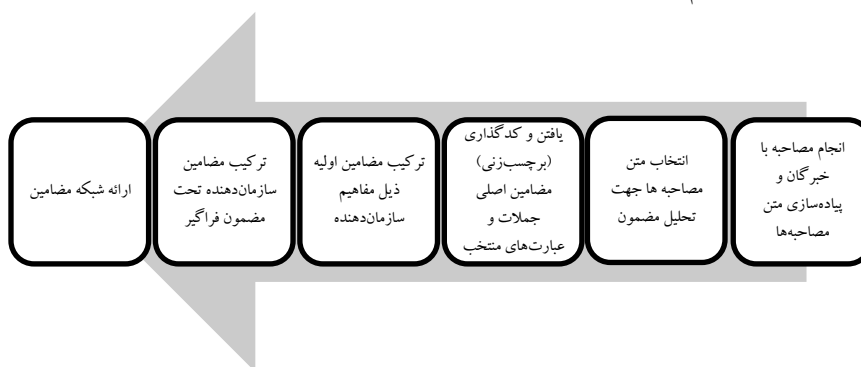 انجام مصاحبه با
خبرگان و
پیاده‌سازی متن
مصاحبه‌ها
انتخاب متن
مصاحبه ها جهت
تحلیل مضمون
یافتن و کدگذاری
(برچسب‌زنی)
مضامین اصلی
جملات و
عبارت‌های منتخب
ترکیب مضامین اولیه
ذیل مفاهیم
سازمان‌دهنده
ترکیب مضامین
سازمان‌دهنده تحت
مضمون فراگیر
ارائه شبکه مضامین